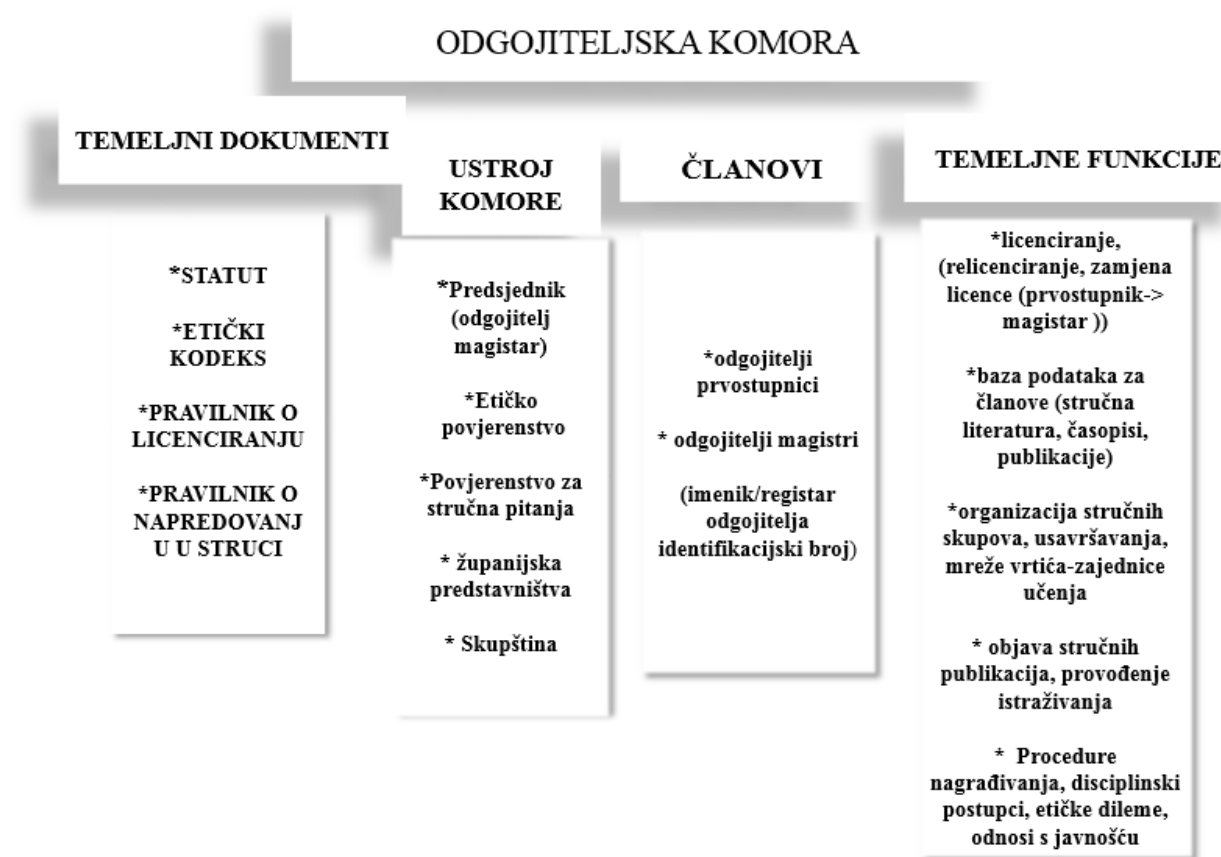 ODGOJITELJSKA KOMORA
TEMELJNI DOKUMENTI
*STATUT
*ETIČKI
KODEKS
*PRAVILNIK O
LICENCIRANJU
*PRAVILNIK O
NAPREDOVANJ
U U STRUCI
USTROJ
KOMORE
*Predsjednik
(odgojitelj
magistar)
*Etičko
povjerenstvo
*Povjerenstvo za
stručna pitanja
* županijska
predstavništva
* Skupština
ČLANOVI
*odgojitelji
prvostupnici
* odgojitelji magistri
(imenik/registar
odgojitelja
identifikacijski broj)
TEMELJNE FUNKCIJE
*licenciranje,
(relicenciranje, zamjena
licence (prvostupnik->
magistar ))
*baza podataka za
članove (stručna
literatura, časopisi,
publikacije)
*organizacija stručnih
skupova, usavršavanja,
mreže vrtića-zajednice
učenja
* objava stručnih
publikacija, provođenje
istraživanja
* Procedure
nagrađivanja, disciplinski
postupci, etičke dileme,
odnosi s javnošću